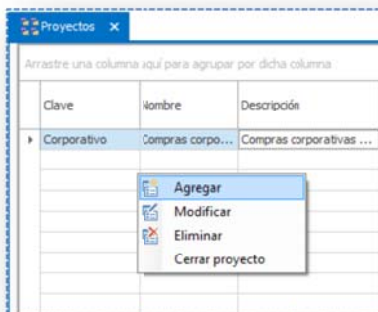 Proyectos ×
Arrastre una columna aquí para agrupar por dicha columna
Clave Nombre Descripción
Corporativo Compras corpo... Compras corporativas ...
Agregar
Modificar
Eliminar
Cerrar proyecto